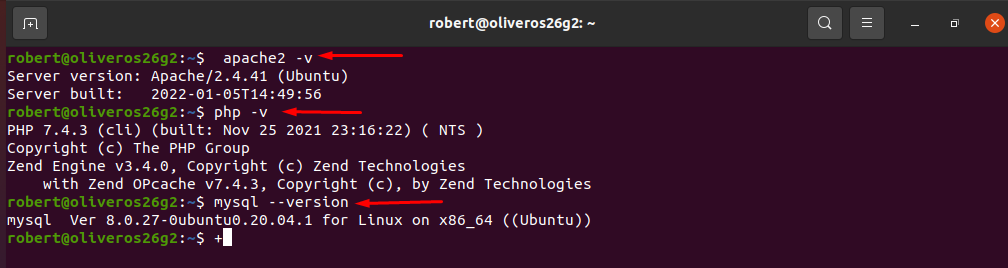 robert@oliveros26g2: ~
robert@oliveros26g2:~$  apache2 -v
Server version: Apache/2.4.41 (Ubuntu)
Server built:   2022-01-05T14:49:56
robert@oliveros26g2:~$ php -v
PHP 7.4.3 (cli) (built: Nov 25 2021 23:16:22) ( NTS )
Copyright (c) The PHP Group
Zend Engine v3.4.0, Copyright (c) Zend Technologies
    with Zend OPcache v7.4.3, Copyright (c), by Zend Technologies
robert@oliveros26g2:~$ mysql --version
mysql  Ver 8.0.27-0ubuntu0.20.04.1 for Linux on x86_64 ((Ubuntu))
robert@oliveros26g2:~$ +